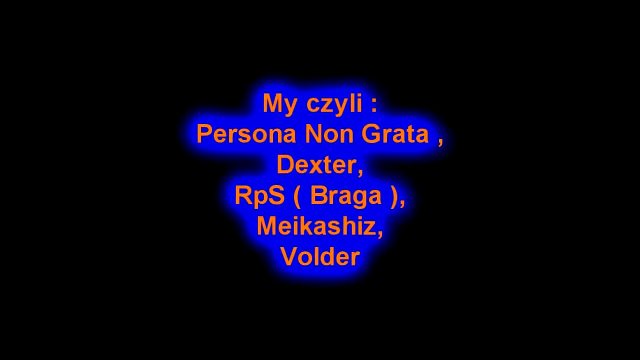 My czyli :
Persona Non Grata ,
Dexter,
RpS ( Braga ),
Meikashiz,
Volder